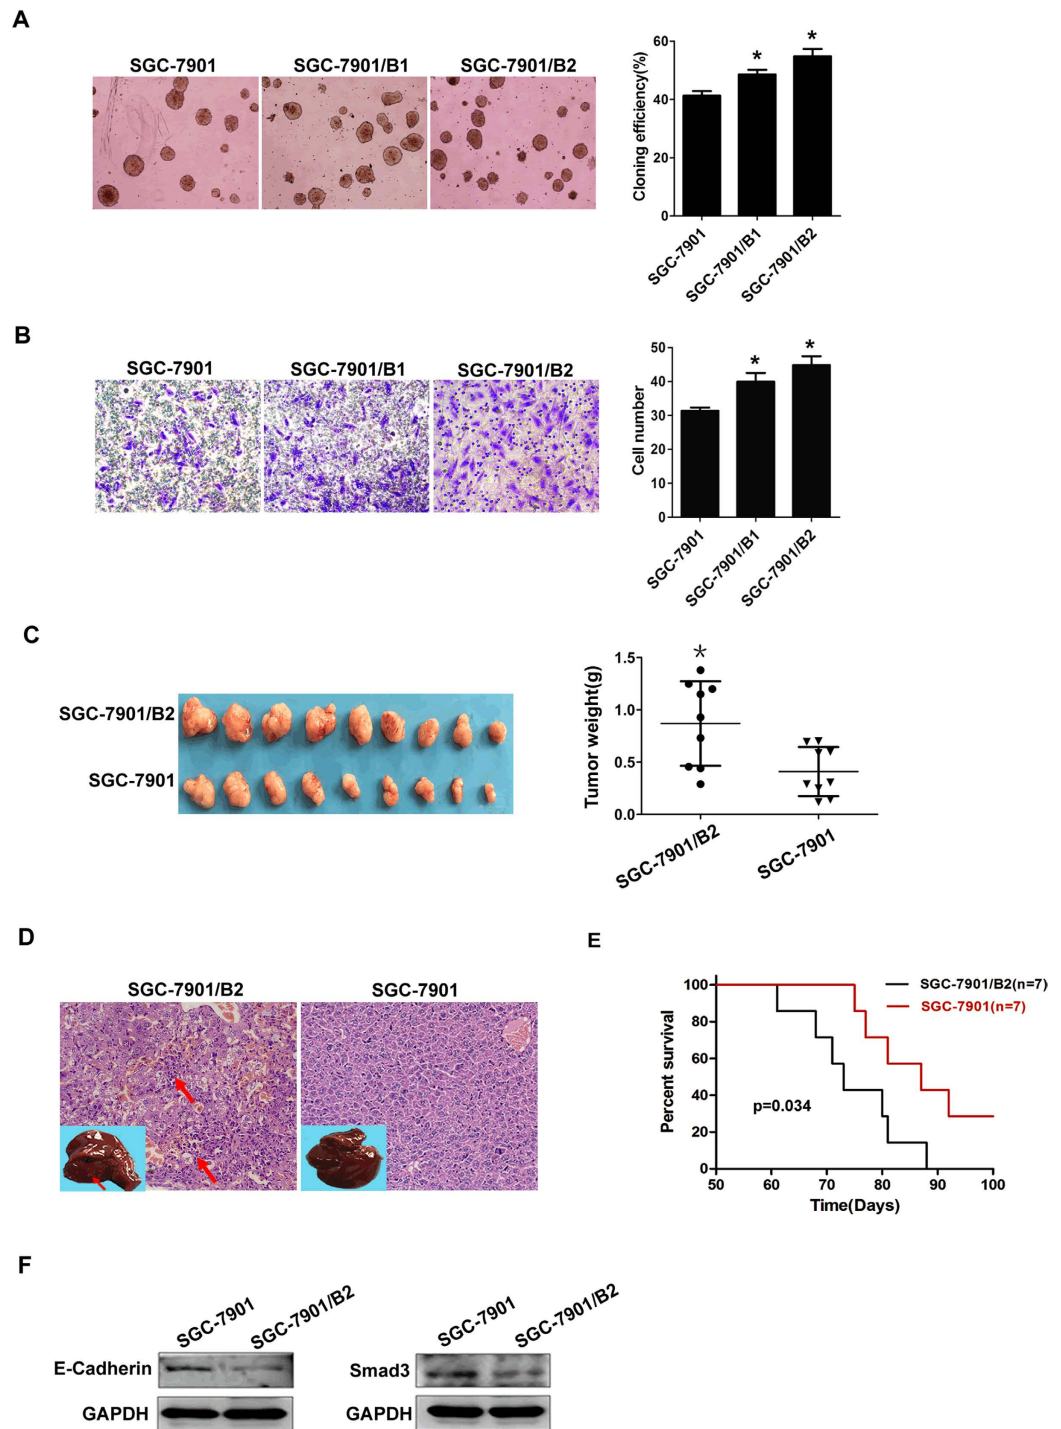 A
SGC-7901 SGC-7901/B1 SGC-7901/B2
Cloning efficiency(%)
60
40
20
0
* *
SGC-7901 SGC-7901/B1 SGC-7901/B2
B
SGC-7901 SGC-7901/B1 SGC-7901/B2
Cell number
50
40
30
20
10
0
* *
SGC-7901 SGC-7901/B1 SGC-7901/B2
C
SGC-7901/B2
SGC-7901
Tumor weight(g)
1.5
1.0
0.5
0.0
*
SGC-7901/B2 SGC-7901
D
SGC-7901/B2 SGC-7901
E
Percent survival
100
80
60
40
20
0
SGC-7901/B2(n=7)
SGC-7901(n=7)
p=0.034
50 60 70 80 90 100
Time(Days)
F
SGC-7901 SGC-7901/B2
E-Cadherin
GAPDH
SGC-7901 SGC-7901/B2
Smad3
GAPDH